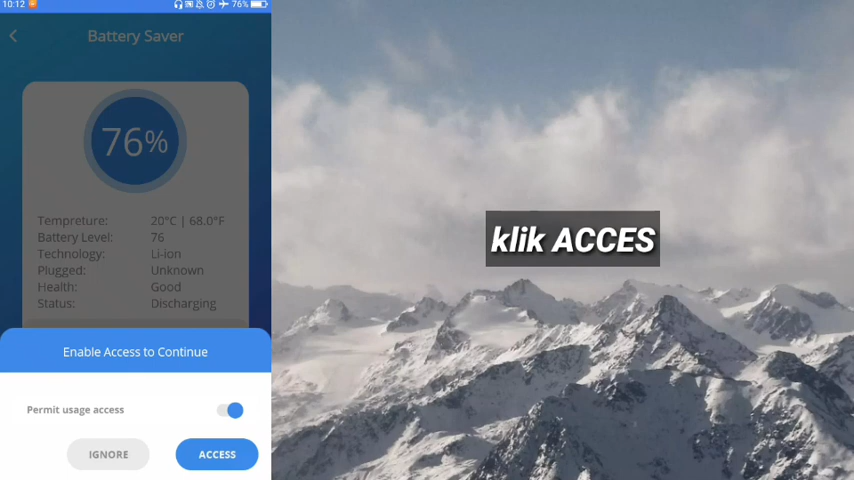 10:12
76%
Battery Saver
76%
Tempreture: 20°C | 68.0°F
Battery Level: 76
Technology: Li-ion
Plugged: Unknown
Health: Good
Status: Discharging
Enable Access to Continue
Permit usage access
IGNORE ACCESS
klik ACCES